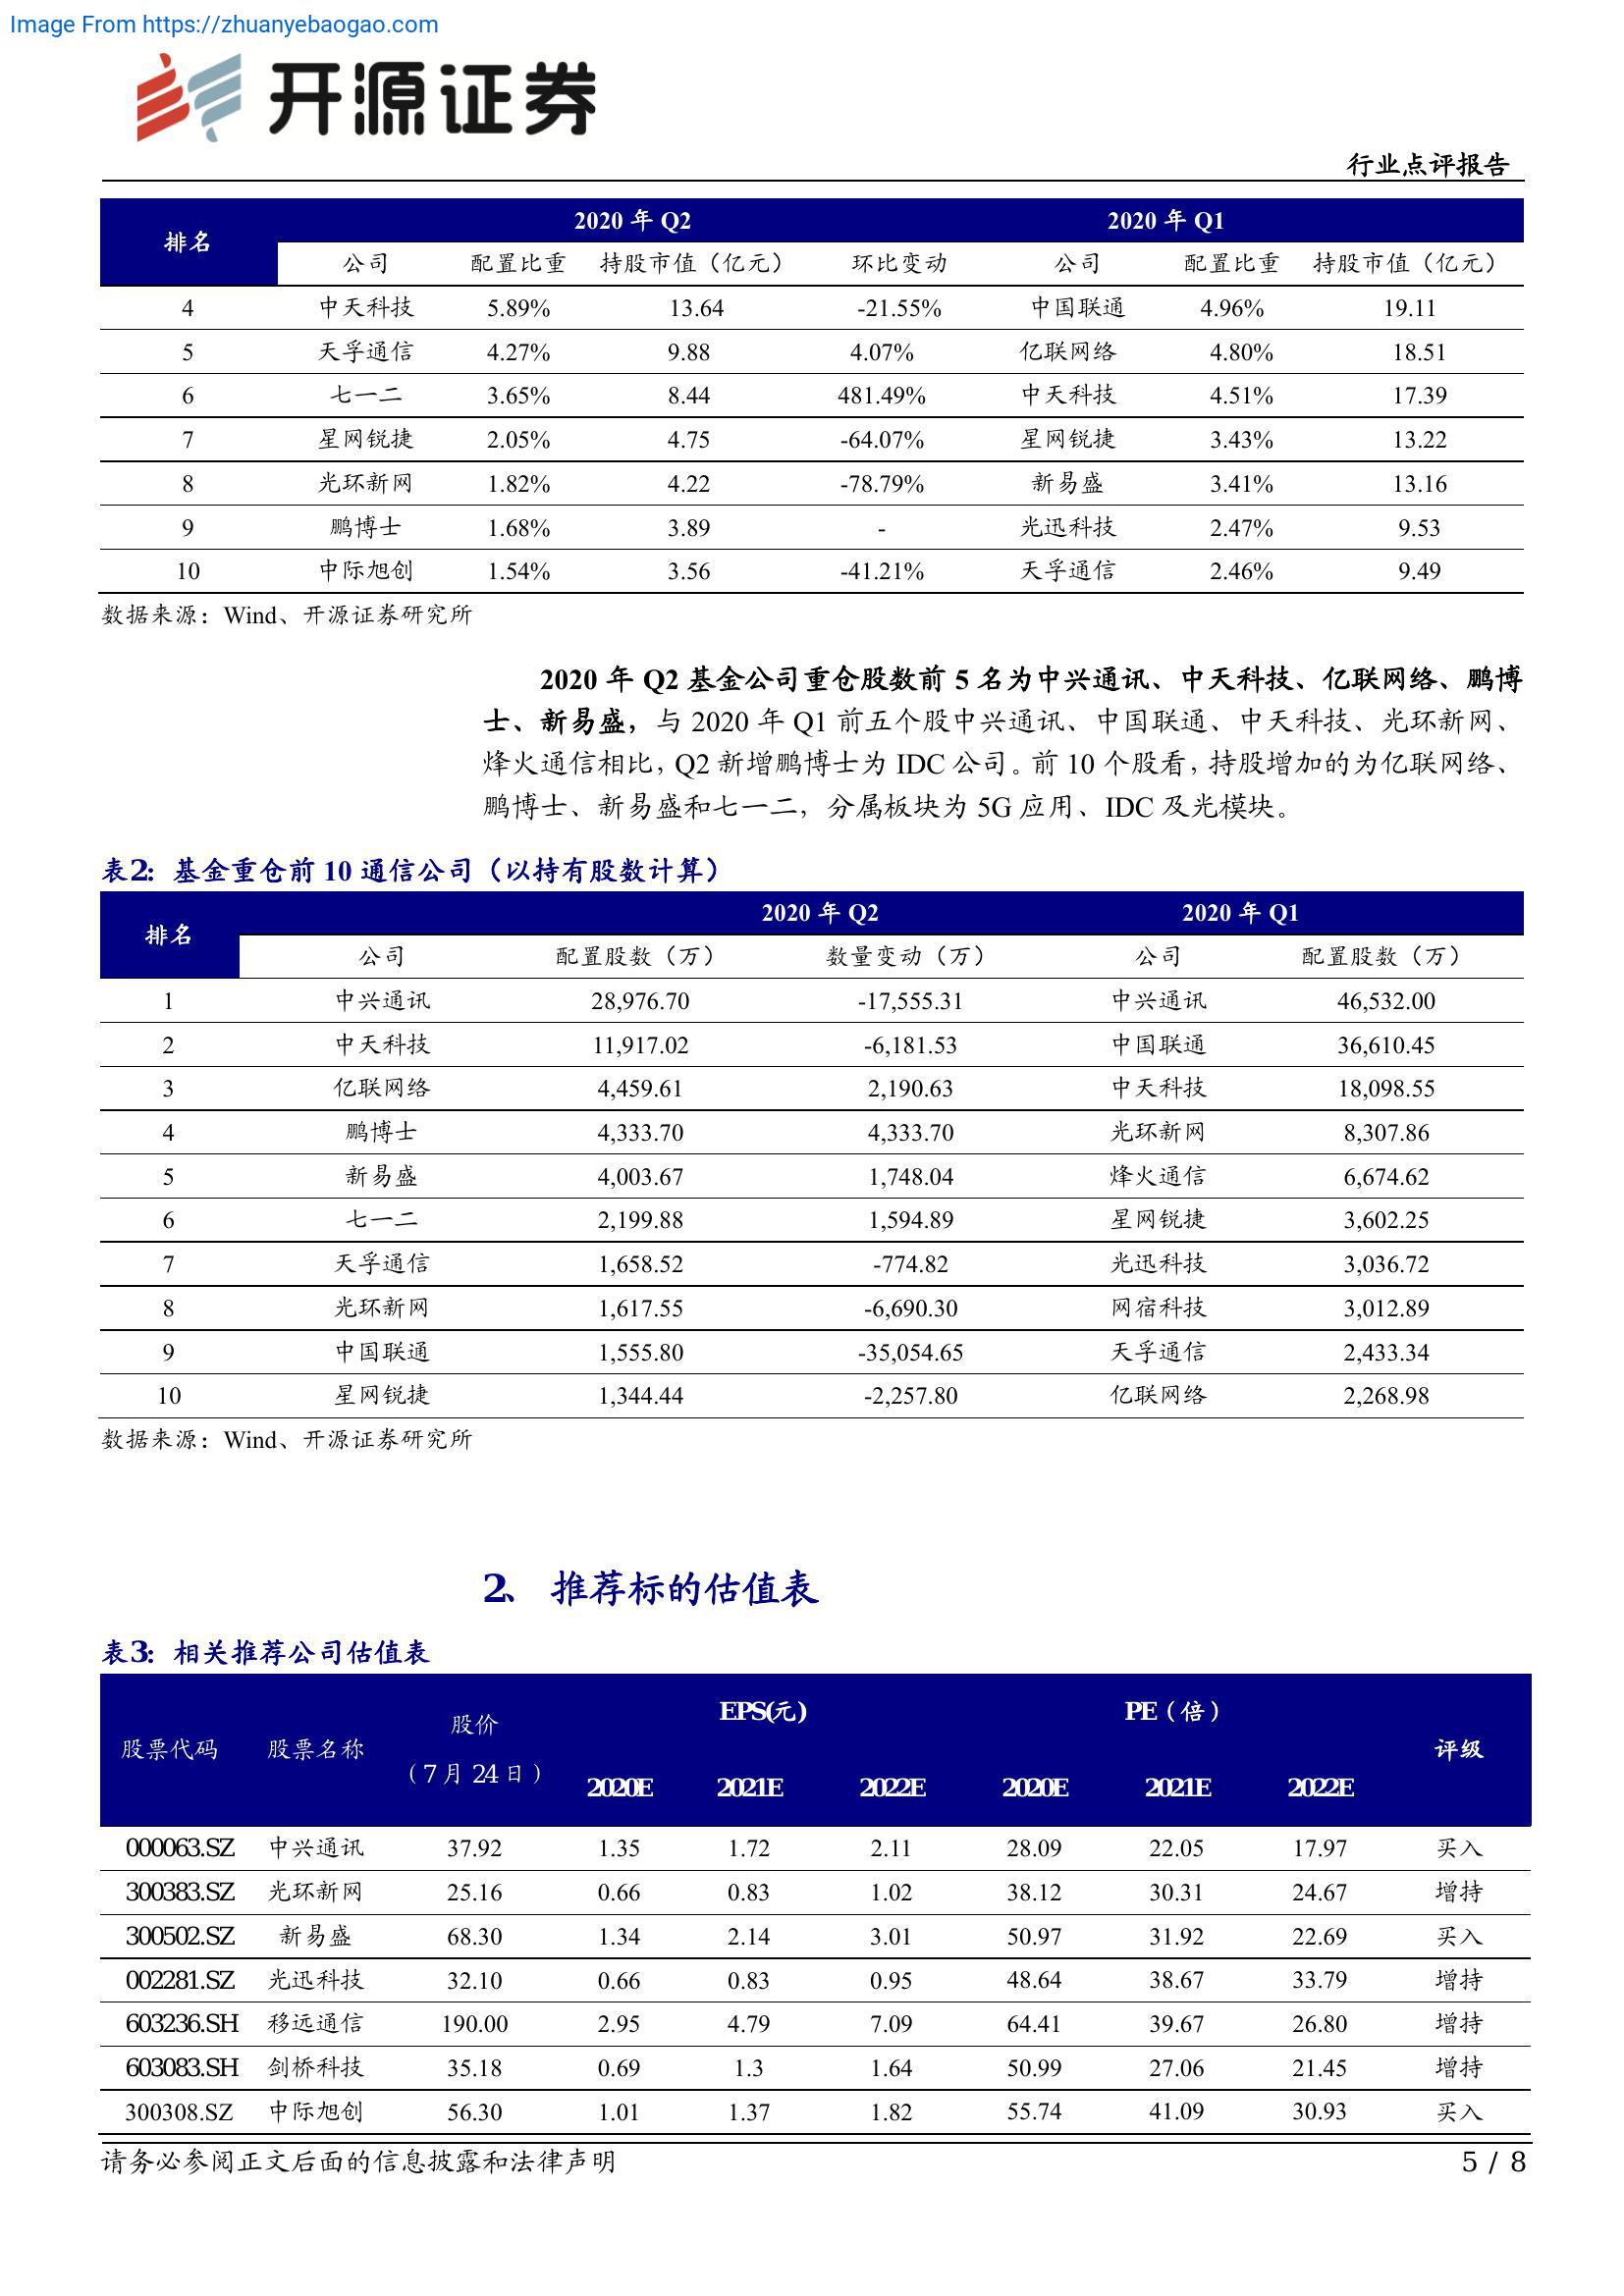 Image From https://zhuanyebaogao.com
开源证券
行业点评报告
排名 2020 年 Q2 2020 年 Q1
公司 配置比重 持股市值（亿元） 环比变动 公司 配置比重 持股市值（亿元）
4 中天科技 5.89% 13.64 -21.55% 中国联通 4.96% 19.11
5 天孚通信 4.27% 9.88 4.07% 亿联网络 4.80% 18.51
6 七一二 3.65% 8.44 481.49% 中天科技 4.51% 17.39
7 星网锐捷 2.05% 4.75 -64.07% 星网锐捷 3.43% 13.22
8 光环新网 1.82% 4.22 -78.79% 新易盛 3.41% 13.16
9 鹏博士 1.68% 3.89 - 光迅科技 2.47% 9.53
10 中际旭创 1.54% 3.56 -41.21% 天孚通信 2.46% 9.49
数据来源：Wind、开源证券研究所
2020 年 Q2 基金公司重仓股数前 5 名为中兴通讯、中天科技、亿联网络、鹏博
士、新易盛，与 2020 年 Q1 前五个股中兴通讯、中国联通、中天科技、光环新网、
烽火通信相比，Q2 新增鹏博士为 IDC 公司。前 10 个股看，持股增加的为亿联网络、
鹏博士、新易盛和七一二，分属板块为 5G 应用、IDC 及光模块。
表2：基金重仓前 10 通信公司（以持有股数计算）
排名 2020 年 Q2 2020 年 Q1
公司 配置股数（万） 数量变动（万） 公司 配置股数（万）
1 中兴通讯 28,976.70 -17,555.31 中兴通讯 46,532.00
2 中天科技 11,917.02 -6,181.53 中国联通 36,610.45
3 亿联网络 4,459.61 2,190.63 中天科技 18,098.55
4 鹏博士 4,333.70 4,333.70 光环新网 8,307.86
5 新易盛 4,003.67 1,748.04 烽火通信 6,674.62
6 七一二 2,199.88 1,594.89 星网锐捷 3,602.25
7 天孚通信 1,658.52 -774.82 光迅科技 3,036.72
8 光环新网 1,617.55 -6,690.30 网宿科技 3,012.89
9 中国联通 1,555.80 -35,054.65 天孚通信 2,433.34
10 星网锐捷 1,344.44 -2,257.80 亿联网络 2,268.98
数据来源：Wind、开源证券研究所
2、 推荐标的估值表
表3：相关推荐公司估值表
股票代码 股票名称 股价 EPS(元) PE（倍） 评级
（7 月 24 日） 2020E 2021E 2022E 2020E 2021E 2022E
000063.SZ 中兴通讯 37.92 1.35 1.72 2.11 28.09 22.05 17.97 买入
300383.SZ 光环新网 25.16 0.66 0.83 1.02 38.12 30.31 24.67 增持
300502.SZ 新易盛 68.30 1.34 2.14 3.01 50.97 31.92 22.69 买入
002281.SZ 光迅科技 32.10 0.66 0.83 0.95 48.64 38.67 33.79 增持
603236.SH 移远通信 190.00 2.95 4.79 7.09 64.41 39.67 26.80 增持
603083.SH 剑桥科技 35.18 0.69 1.3 1.64 50.99 27.06 21.45 增持
300308.SZ 中际旭创 56.30 1.01 1.37 1.82 55.74 41.09 30.93 买入
请务必参阅正文后面的信息披露和法律声明 5 / 8